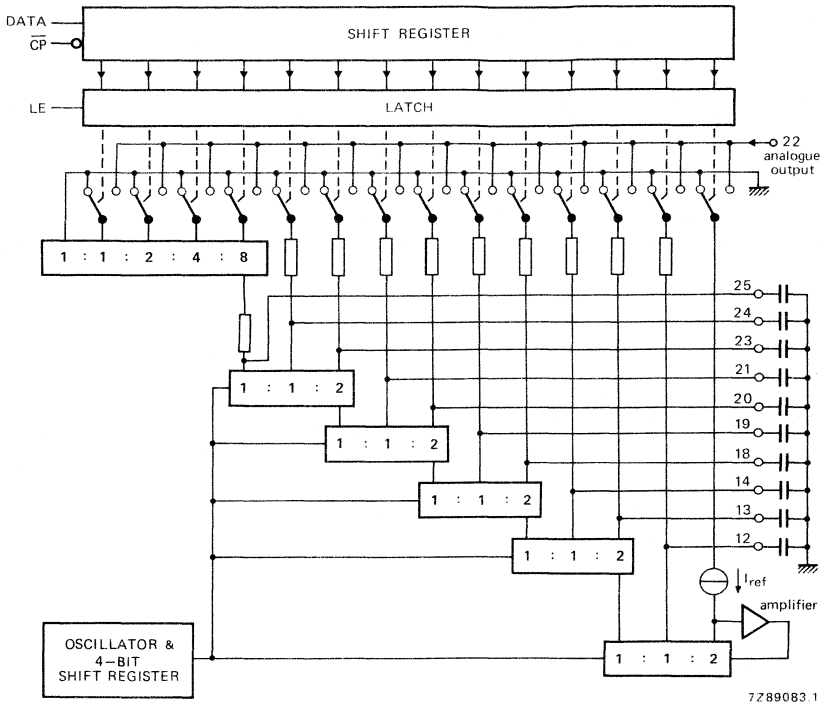 DATA
SHIFT REGISTER
CP
LE
LATCH
22
analogue
output
1 : 1 : 2 : 4 : 8
25
24
23
1 : 1 : 2
21
20
19
1 : 1 : 2
18
14
1 : 1 : 2
13
12
1 : 1 : 2
Iref
amplifier
OSCILLATOR &
4-BIT
SHIFT REGISTER
1 : 1 : 2
7Z89083.1